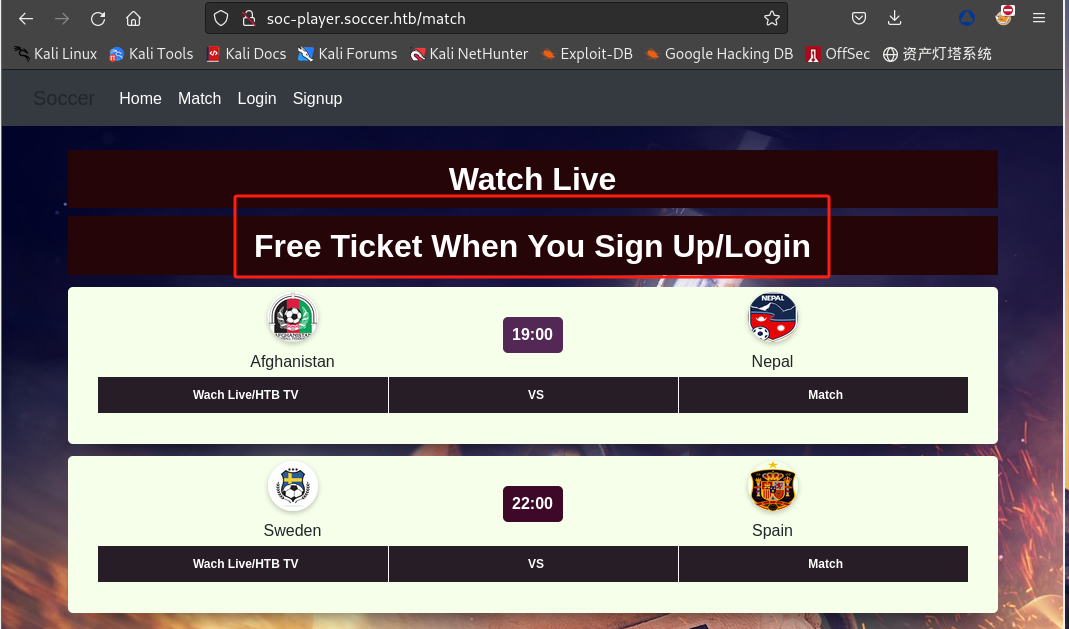 soc-player.soccer.htb/match
Kali Linux Kali Tools Kali Docs Kali Forums Kali NetHunter Exploit-DB Google Hacking DB OffSec 资产灯塔系统
Soccer Home Match Login Signup
Watch Live
Free Ticket When You Sign Up/Login
NEPAL
19:00
Afghanistan Nepal
Wach Live/HTB TV VS Match
22:00
Sweden Spain
Wach Live/HTB TV VS Match